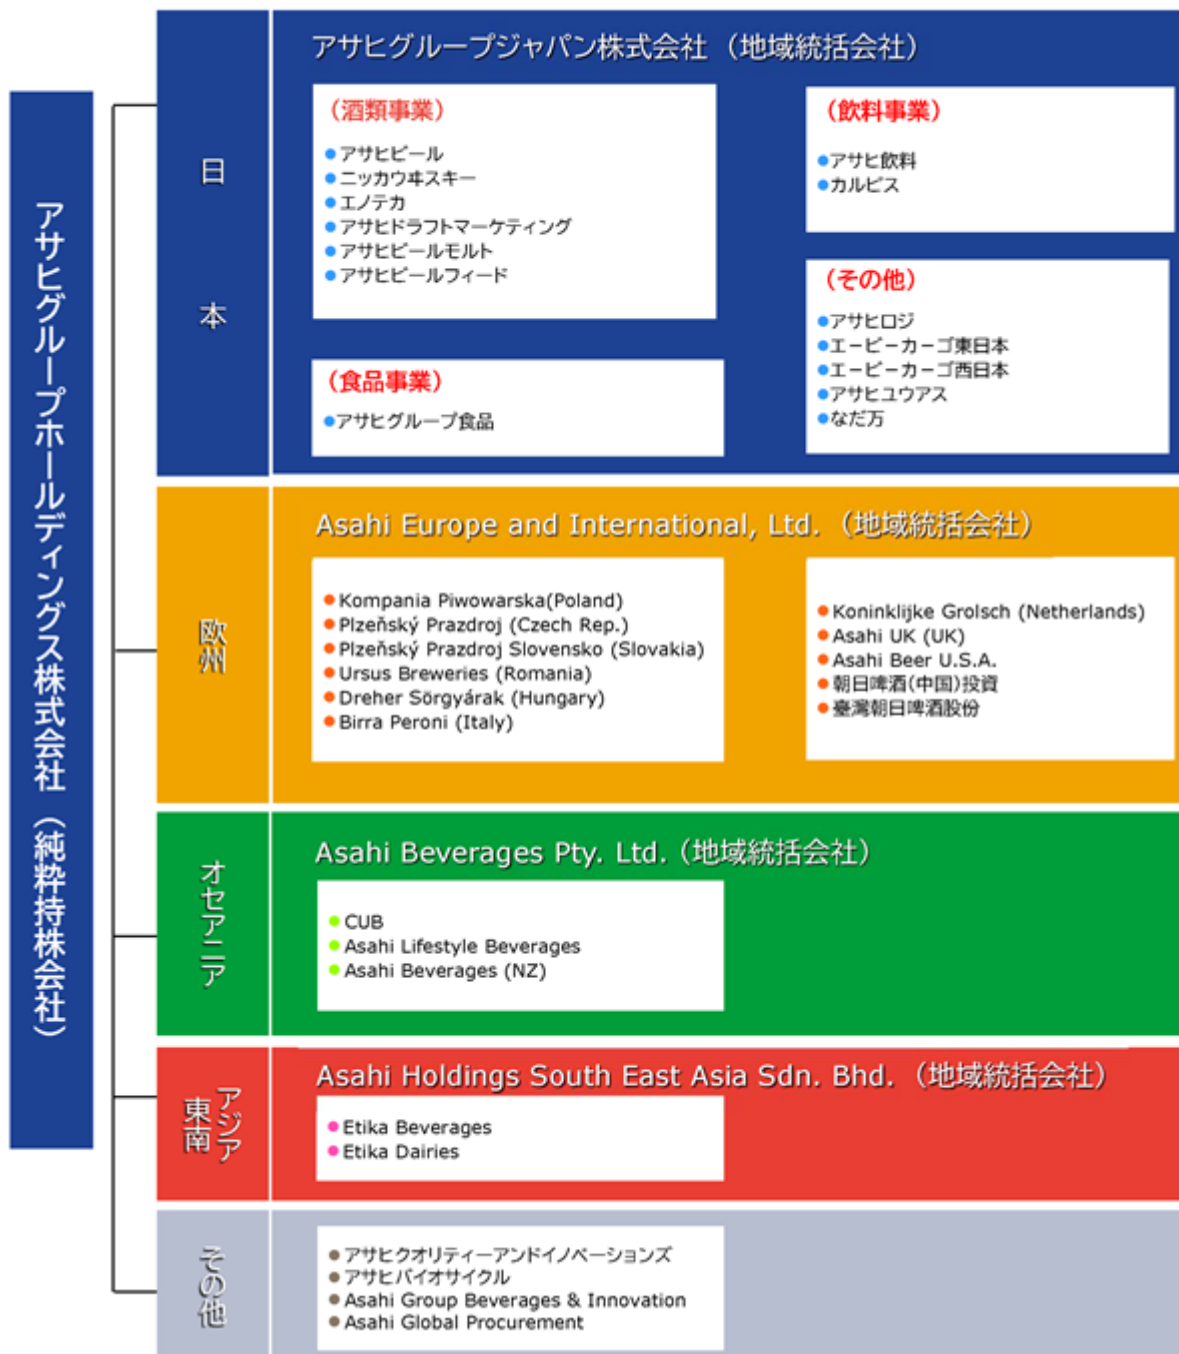 アサヒグループホールディングス株式会社（純粋持株会社）
日本
アサヒグループジャパン株式会社（地域統括会社）
（酒類事業）
アサヒビール
ニッカウヰスキー
エノテカ
アサヒドラフトマーケティング
アサヒビールモルト
アサヒビールフィード
（飲料事業）
アサヒ飲料
カルピス
（食品事業）
アサヒグループ食品
（その他）
アサヒロジ
エービーカーゴ東日本
エービーカーゴ西日本
アサヒユウアス
なだ万
欧州
Asahi Europe and International, Ltd.（地域統括会社）
Kompania Piwowarska(Poland)
Plzeňský Prazdroj (Czech Rep.)
Plzeňský Prazdroj Slovensko (Slovakia)
Ursus Breweries (Romania)
Dreher Sörgyárak (Hungary)
Birra Peroni (Italy)
Koninklijke Grolsch (Netherlands)
Asahi UK (UK)
Asahi Beer U.S.A.
朝日啤酒(中国)投資
臺灣朝日啤酒股份
オセアニア
Asahi Beverages Pty. Ltd.（地域統括会社）
CUB
Asahi Lifestyle Beverages
Asahi Beverages (NZ)
東南
アジア
Asahi Holdings South East Asia Sdn. Bhd.（地域統括会社）
Etika Beverages
Etika Dairies
その他
アサヒクオリティーアンドイノベーションズ
アサヒバイオサイクル
Asahi Group Beverages & Innovation
Asahi Global Procurement